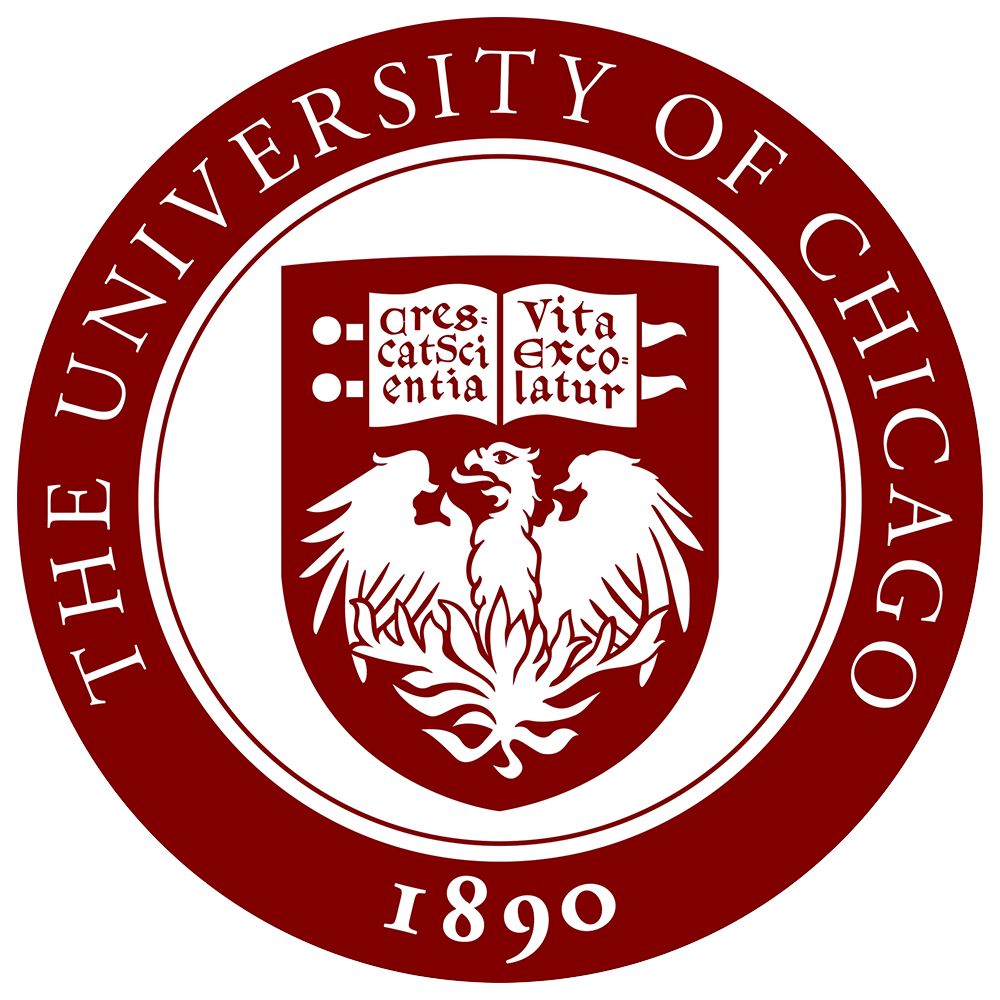 THE UNIVERSITY OF CHICAGO
Cres-
catSci
entia
Vita
Exco-
latur
1890